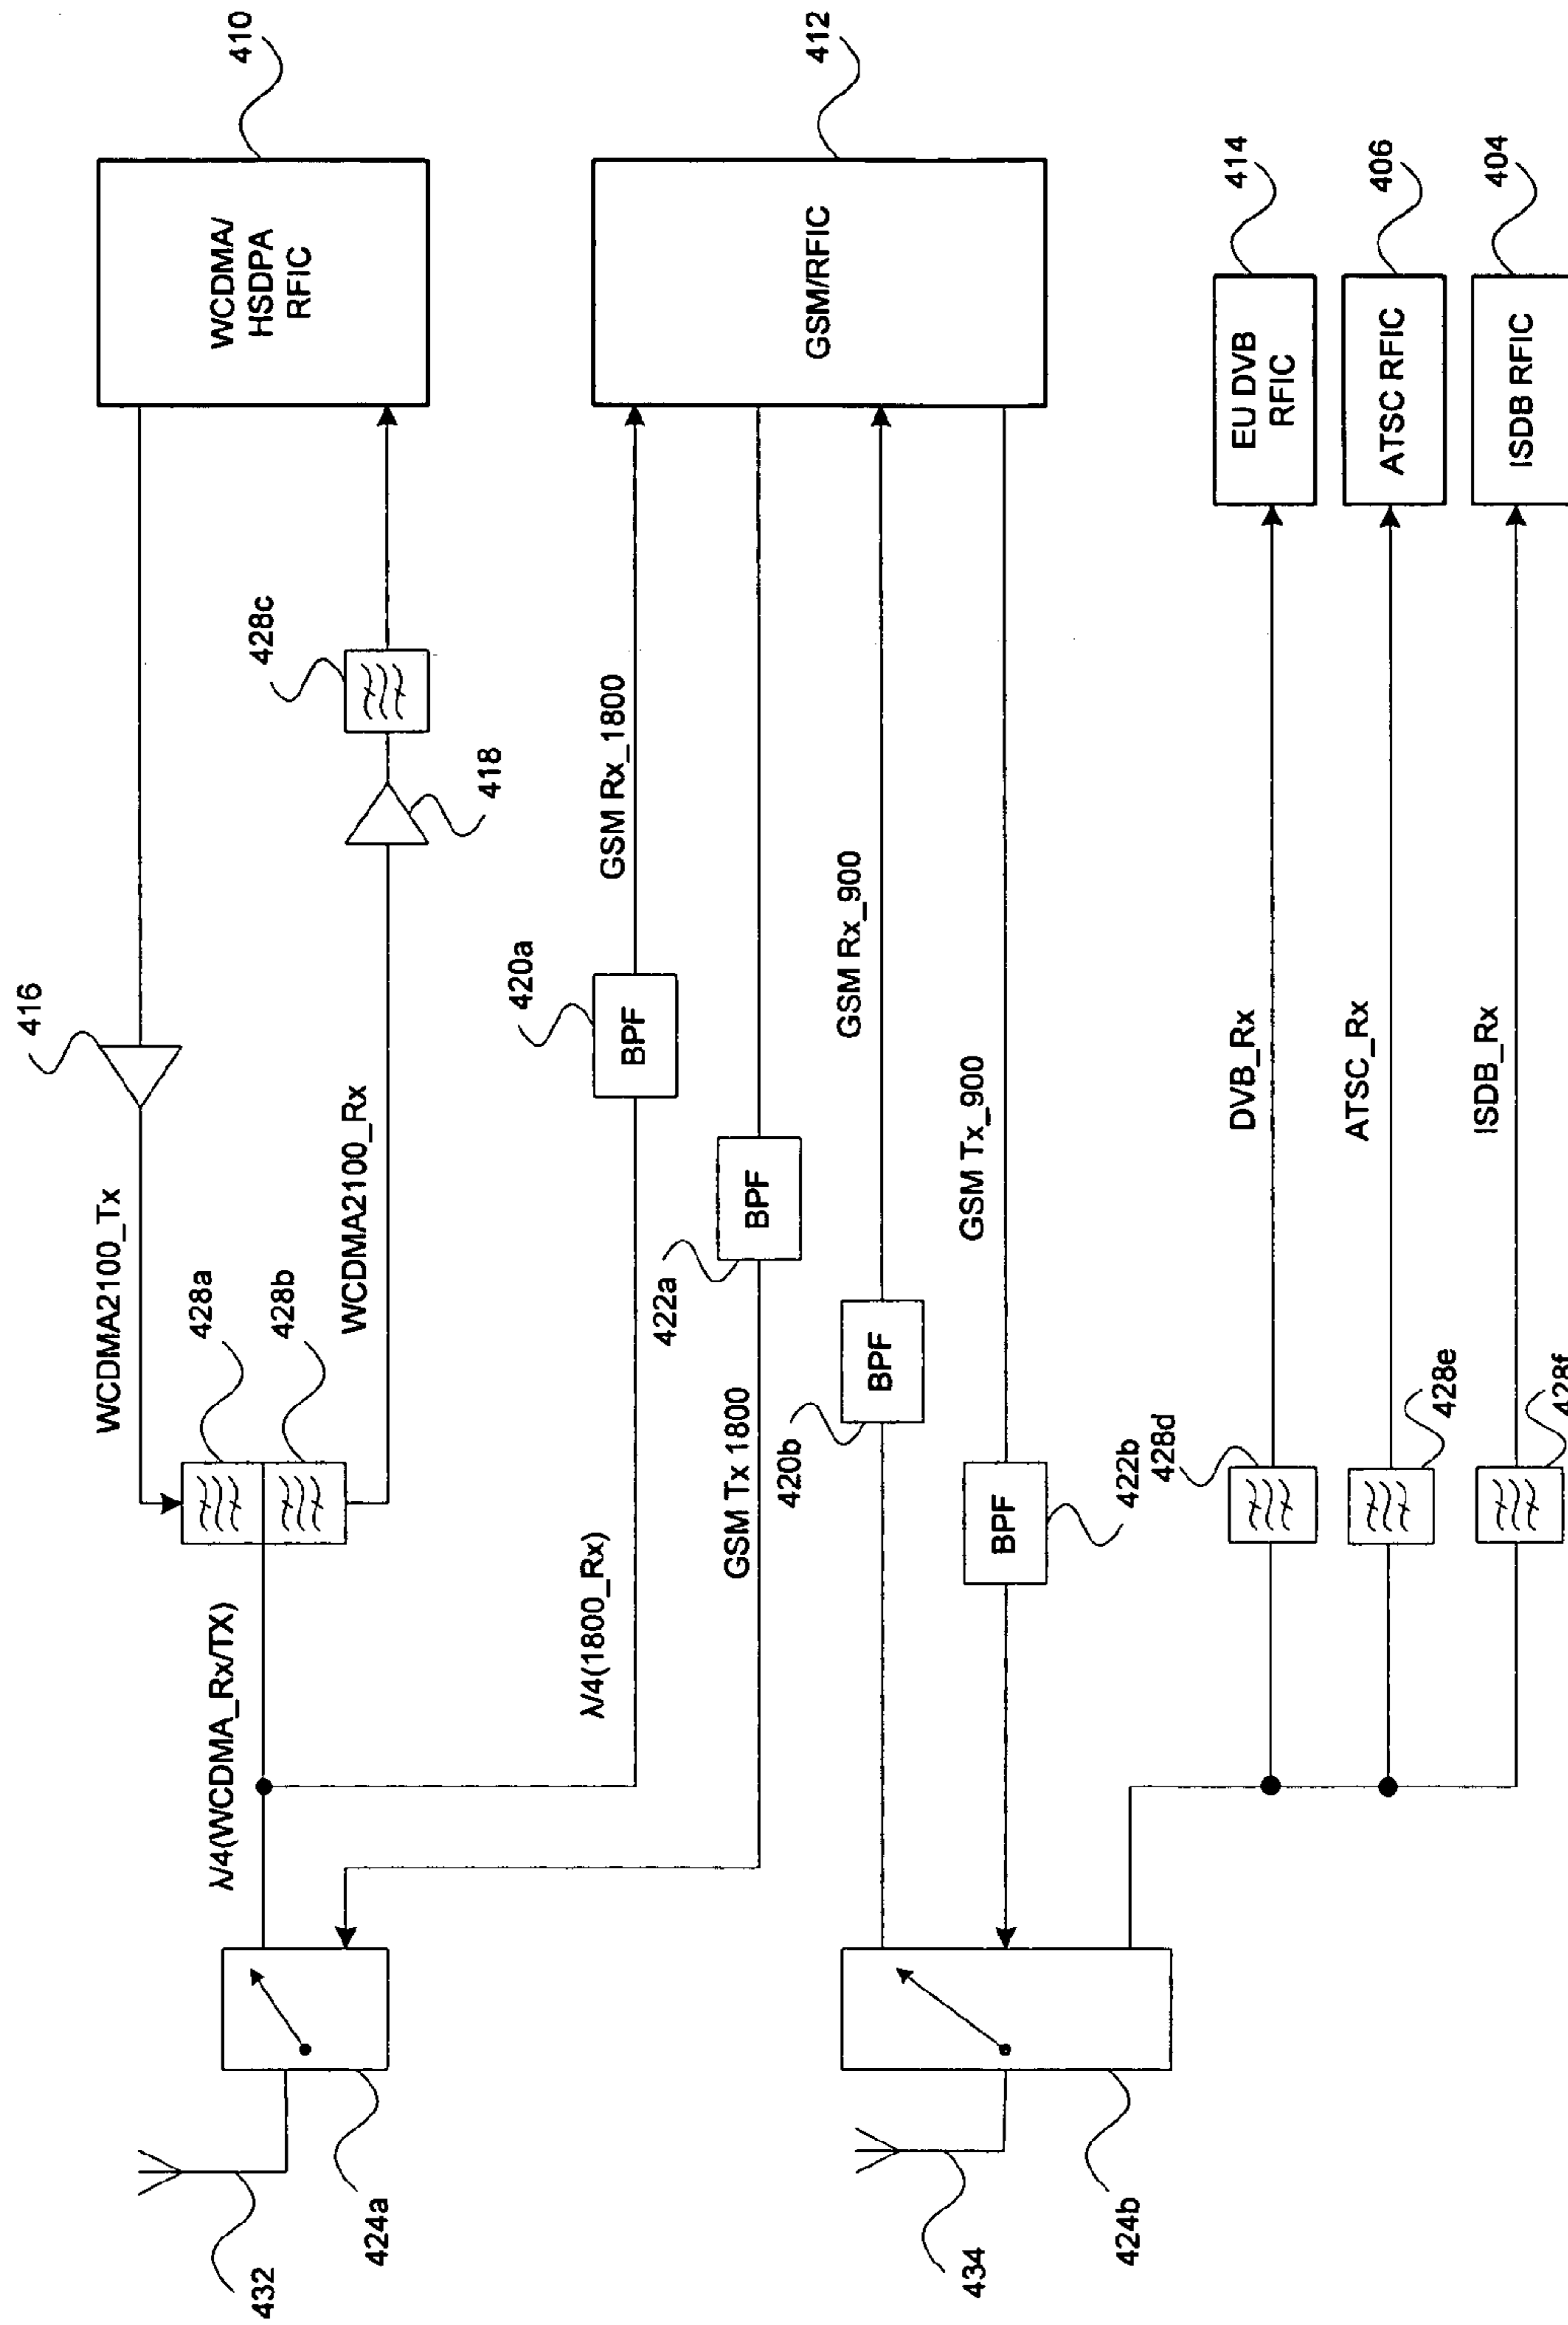 410
WCDMA/
HSDPA
RFIC
416
WCDMA2100_Tx
428a
428b
428c
418
WCDMA2100_Rx
λ/4(WCDMA_Rx/TX)
432
424a
412
GSM/RFIC
GSM Rx_1800
420a
BPF
λ/4(1800_Rx)
BPF
422a
GSM Tx 1800
GSM Rx_900
BPF
420b
GSM Tx_900
BPF
422b
434
424b
414
EU DVB
RFIC
DVB_Rx
428d
406
ATSC RFIC
ATSC_Rx
428e
404
ISDB RFIC
ISDB_Rx
428f